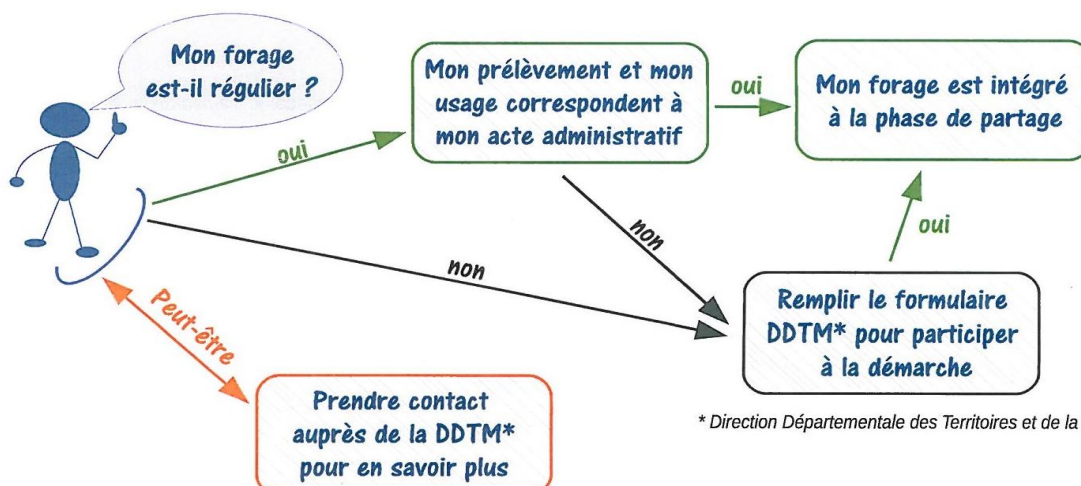 Mon forage
est-il régulier ?
oui
Mon prélèvement et mon
usage correspondent à
mon acte administratif
oui
Mon forage est intégré
à la phase de partage
non
non
oui
Remplir le formulaire
DDTM* pour participer
à la démarche
Peut-être
Prendre contact
auprès de la DDTM*
pour en savoir plus
* Direction Départementale des Territoires et de la